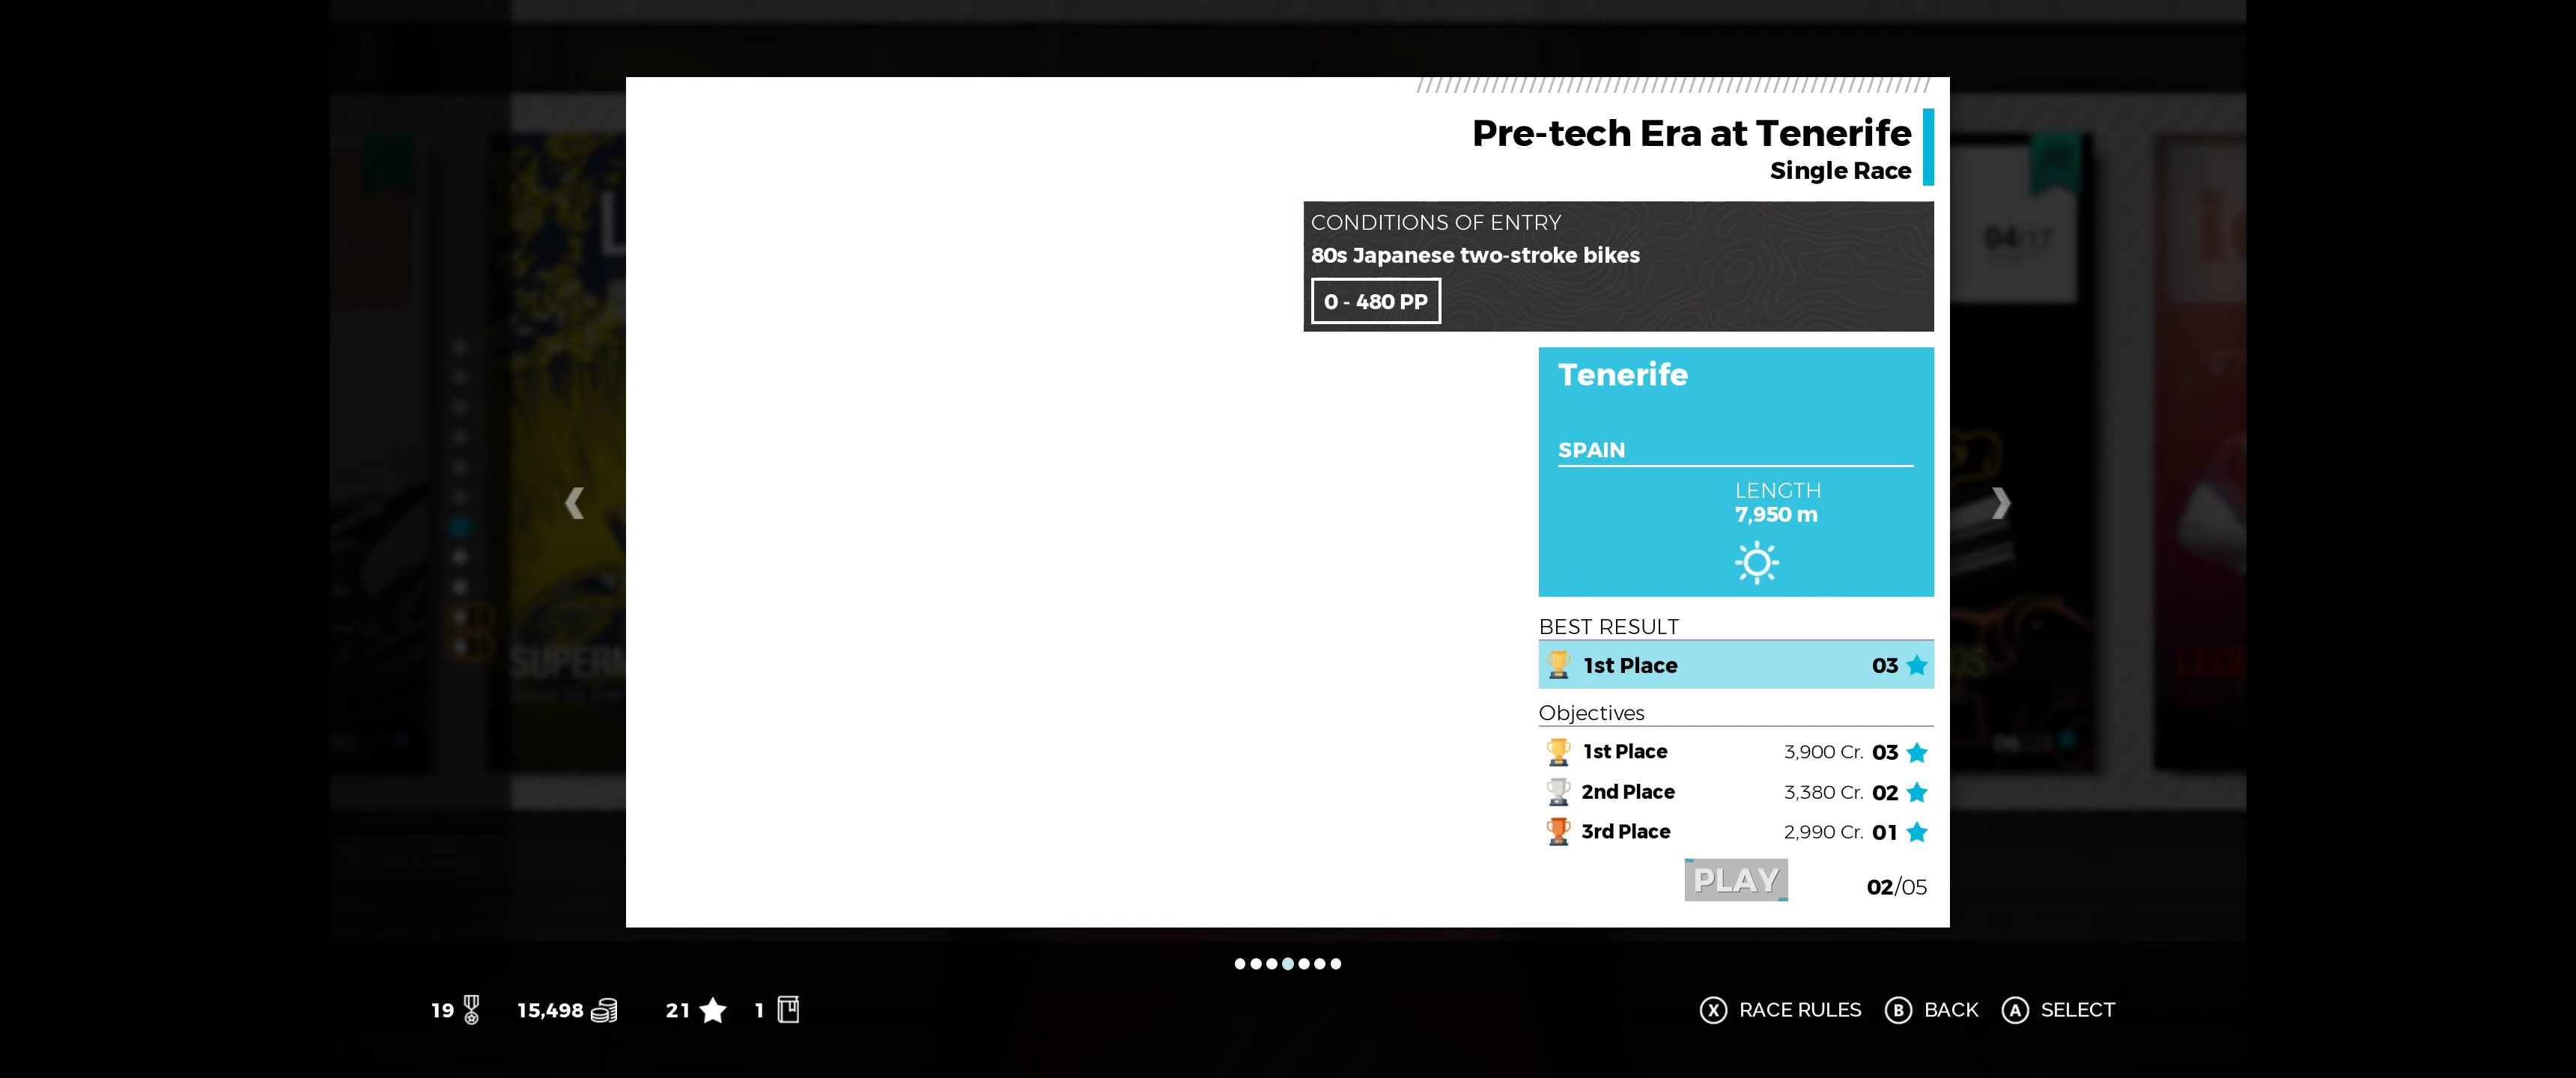 Pre-tech Era at Tenerife
Single Race
CONDITIONS OF ENTRY
80s Japanese two-stroke bikes
0 - 480 PP
04/17
Tenerife
SPAIN
LENGTH
7,950 m
BEST RESULT
1st Place 03
Objectives
1st Place 3,900 Cr. 03
2nd Place 3,380 Cr. 02
3rd Place 2,990 Cr. 01
PLAY
02/05
19 15,498 21 1
X RACE RULES B BACK A SELECT